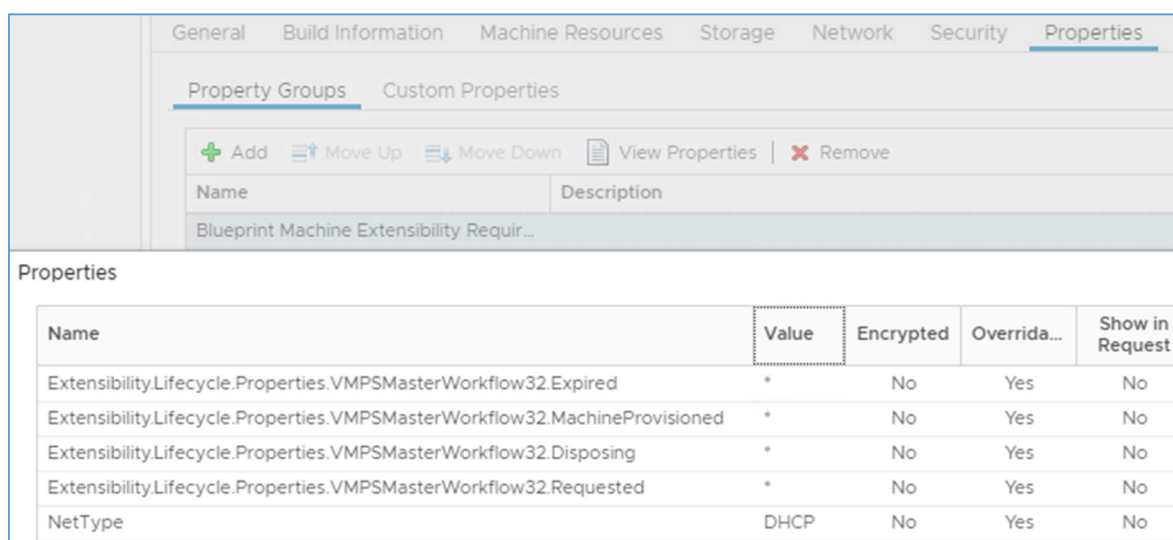 General Build Information Machine Resources Storage Network Security Properties
Property Groups Custom Properties
Add Move Up Move Down View Properties | Remove
Name Description
Blueprint Machine Extensibility Requir...
Properties
Name Value Encrypted Overrida... Show in Request
Extensibility.Lifecycle.Properties.VMPSMasterWorkflow32.Expired * No Yes No
Extensibility.Lifecycle.Properties.VMPSMasterWorkflow32.MachineProvisioned * No Yes No
Extensibility.Lifecycle.Properties.VMPSMasterWorkflow32.Disposing * No Yes No
Extensibility.Lifecycle.Properties.VMPSMasterWorkflow32.Requested * No Yes No
NetType DHCP No Yes No